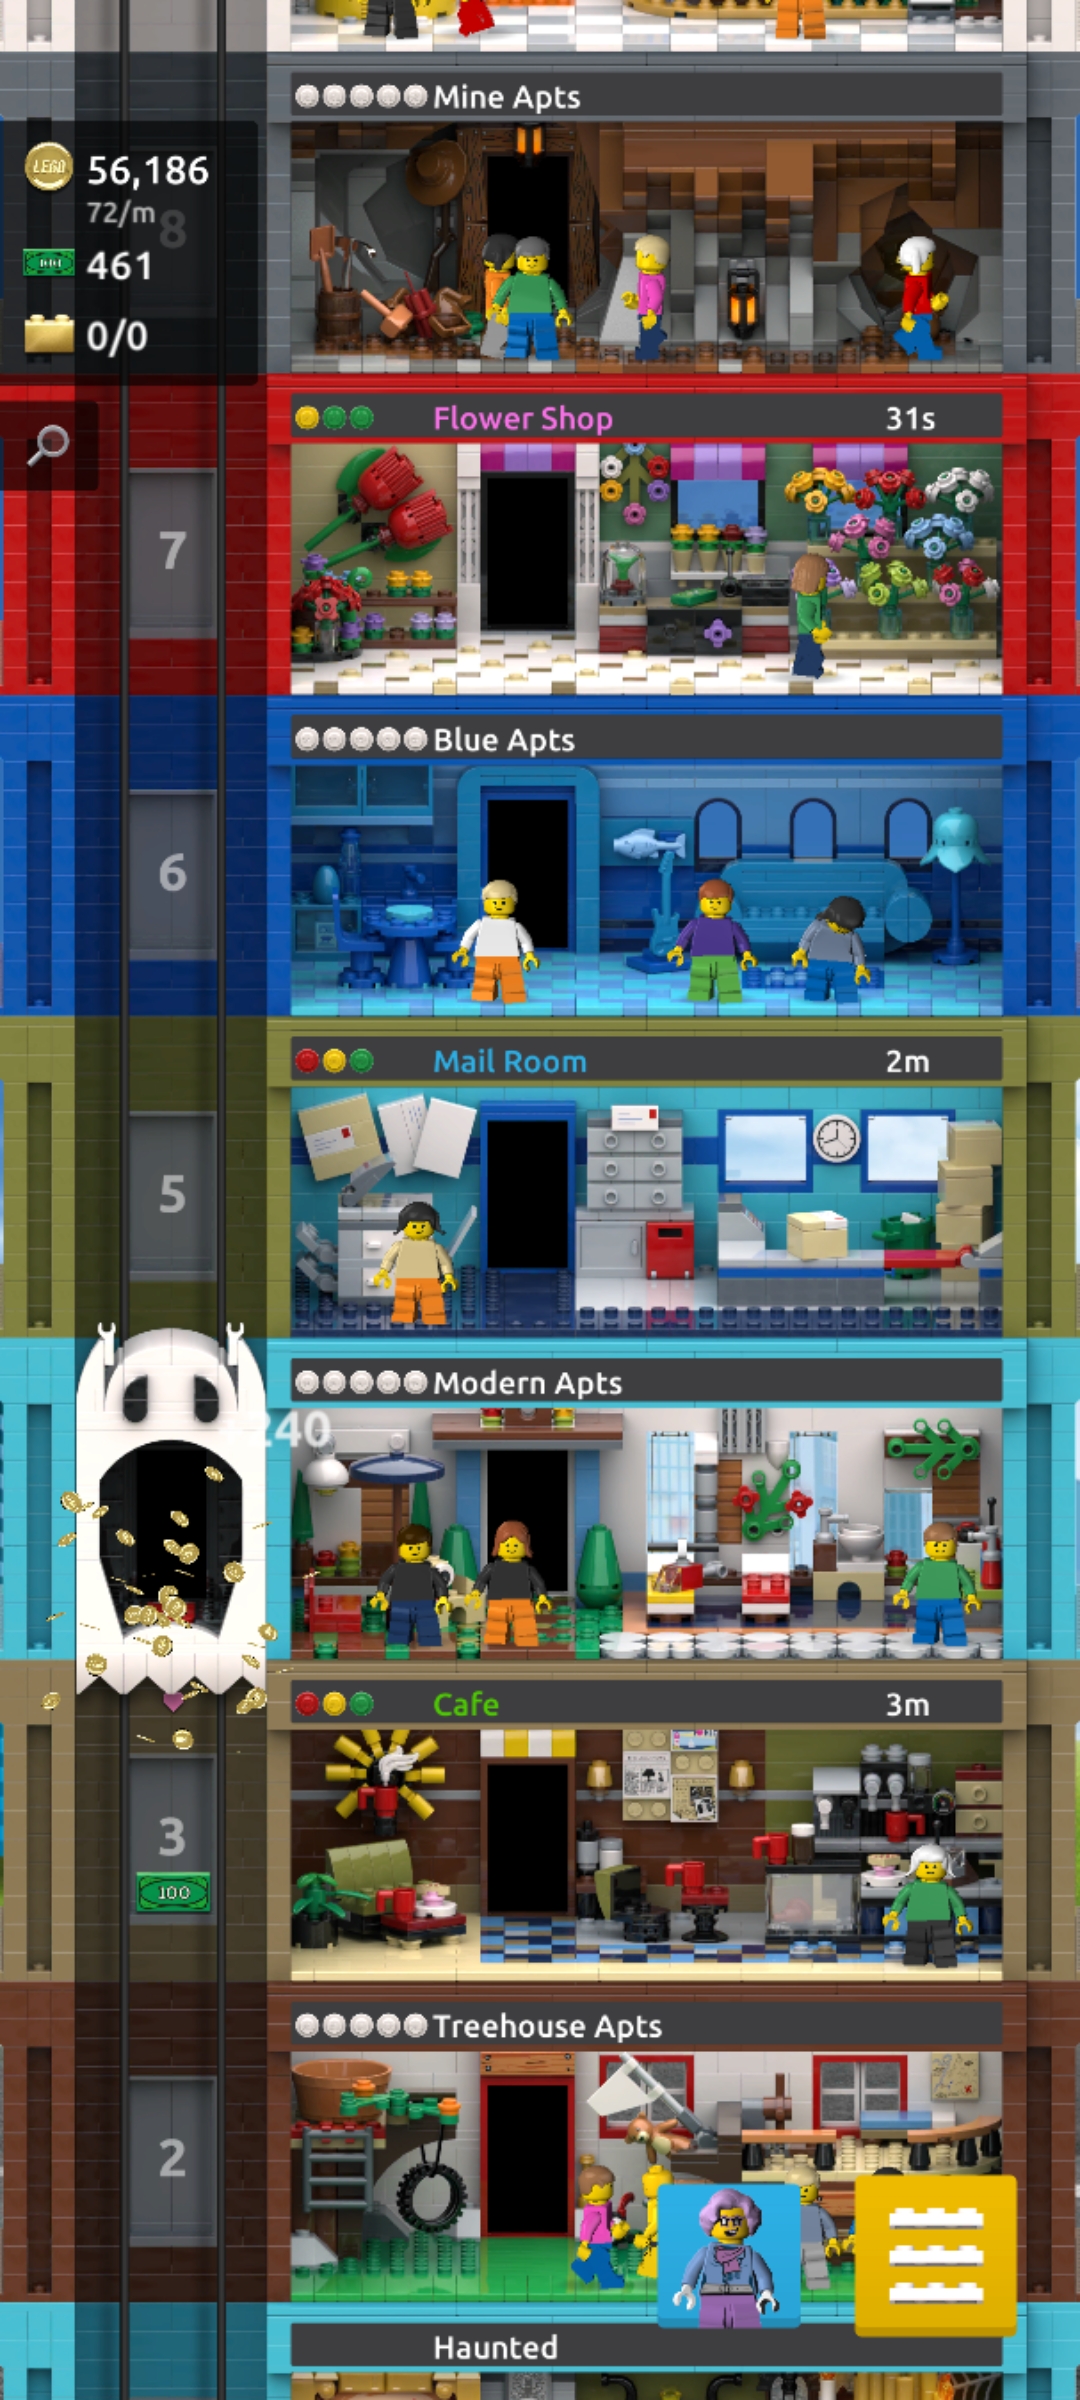 Mine Apts
LEGO 56,186
72/m
8
461
0/0
Flower Shop 31s
7
Blue Apts
6
Mail Room 2m
5
Modern Apts
240
Cafe 3m
3
100
Treehouse Apts
2
Haunted